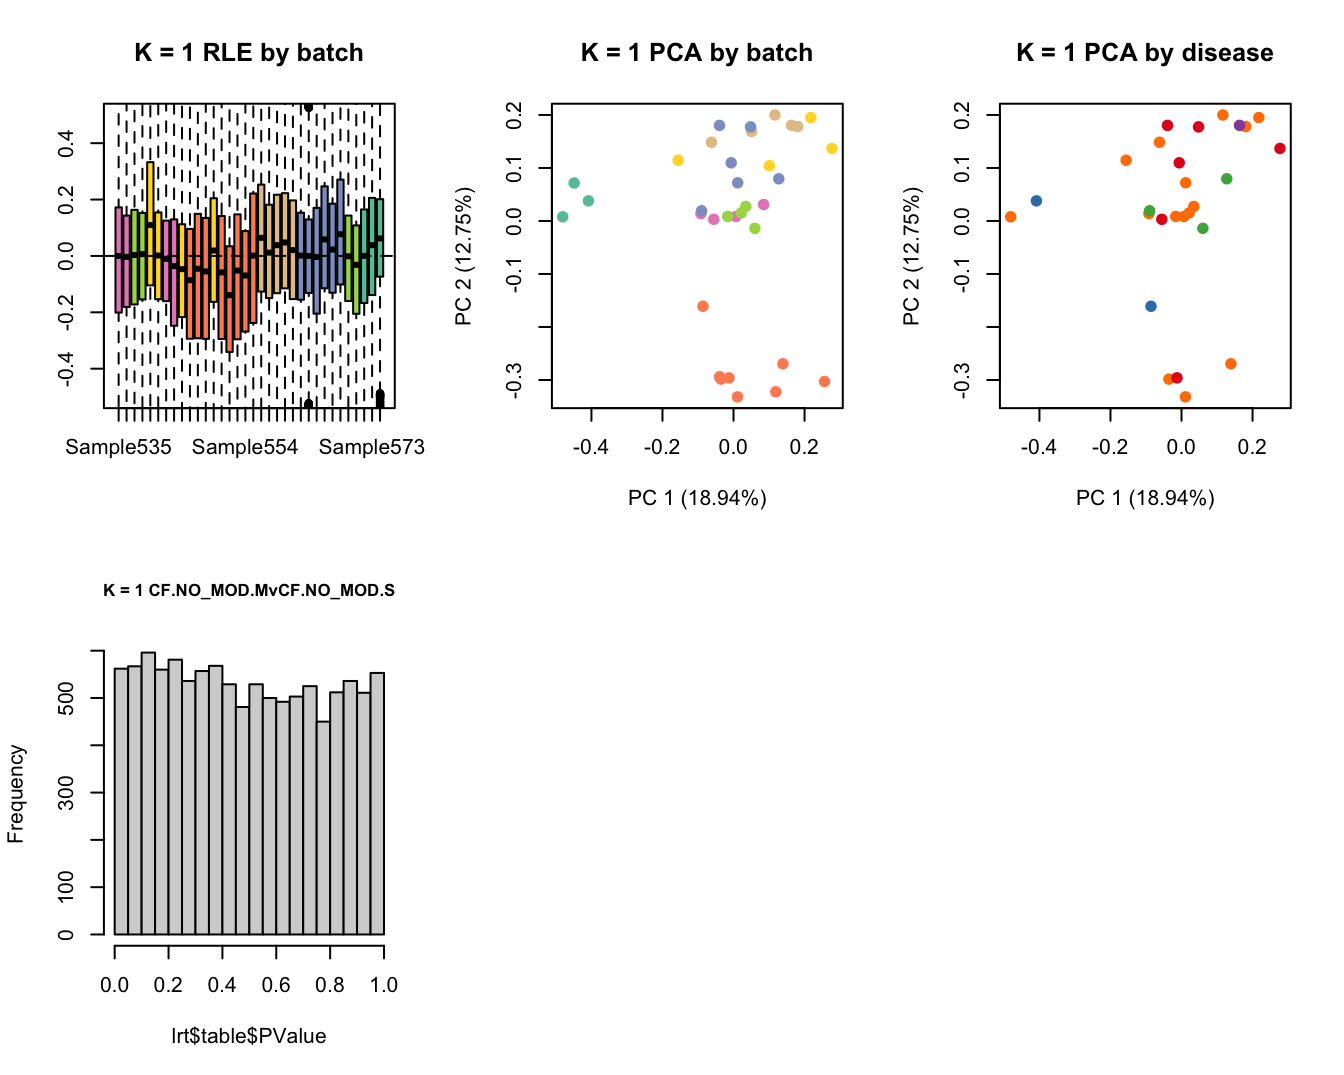 K = 1 RLE by batch
0.4
0.2
0.0
-0.2
-0.4
Sample535 Sample554 Sample573
K = 1 PCA by batch
PC 2 (12.75%)
0.2
0.1
0.0
-0.1
-0.3
-0.4 -0.2 0.0 0.2
PC 1 (18.94%)
K = 1 PCA by disease
PC 2 (12.75%)
0.2
0.1
0.0
-0.1
-0.3
-0.4 -0.2 0.0 0.2
PC 1 (18.94%)
K = 1 CF.NO_MOD.MvCF.NO_MOD.S
Frequency
500
300
100
0
0.0 0.2 0.4 0.6 0.8 1.0
lrt$table$PValue